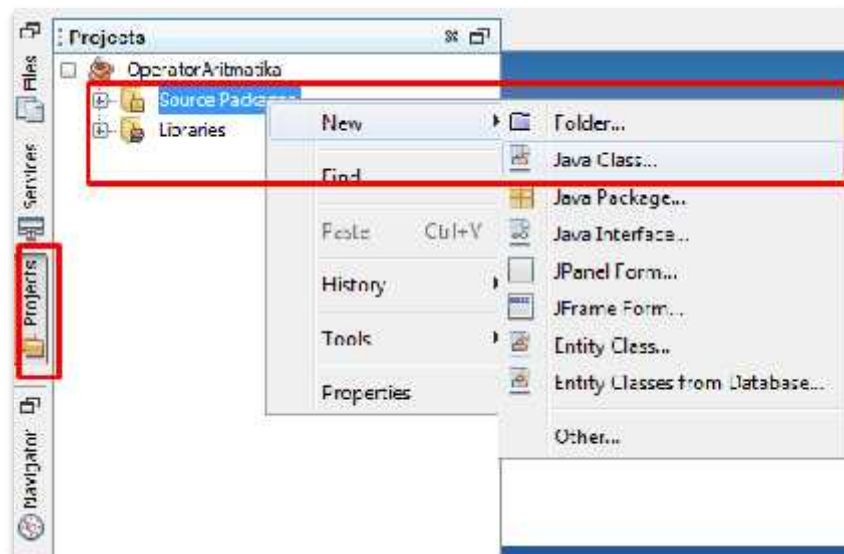 Projects
OperatorAritmatika
Source Packages
Libraries
New
Find
Paste Ctrl+V
History
Tools
Properties
Folder...
Java Class...
Java Package...
Java Interface...
JPanel Form...
JFrame Form...
Entity Class...
Entity Classes from Database...
Other...
Files
Services
Projects
Navigator